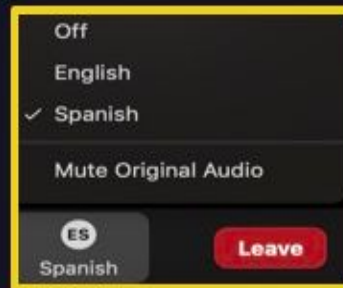 Off
English
Spanish
Mute Original Audio
ES
Spanish
Leave